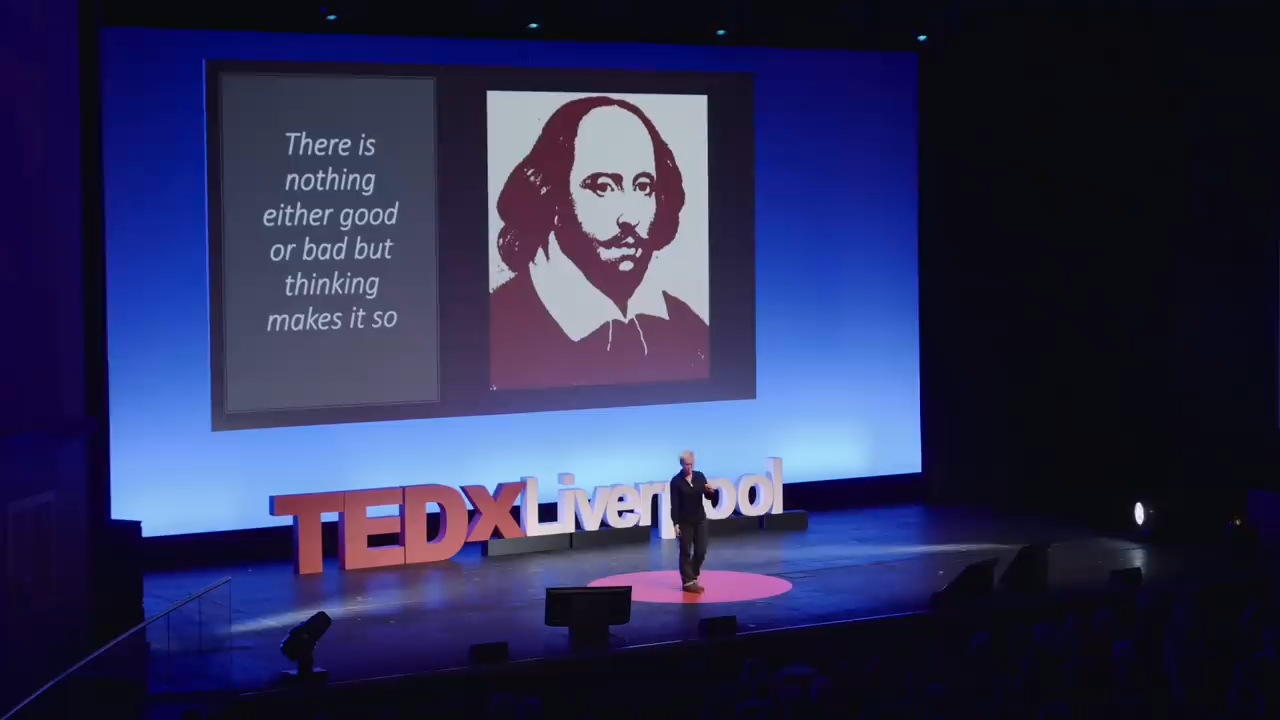 There is
nothing
either good
or bad but
thinking
makes it so
TEDxLiverpool